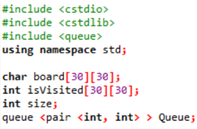 #include <cstdio>
#include <cstdlib>
#include <queue>
using namespace std;
char board[30][30];
int isVisited[30][30];
int size;
queue <pair <int, int> > Queue;